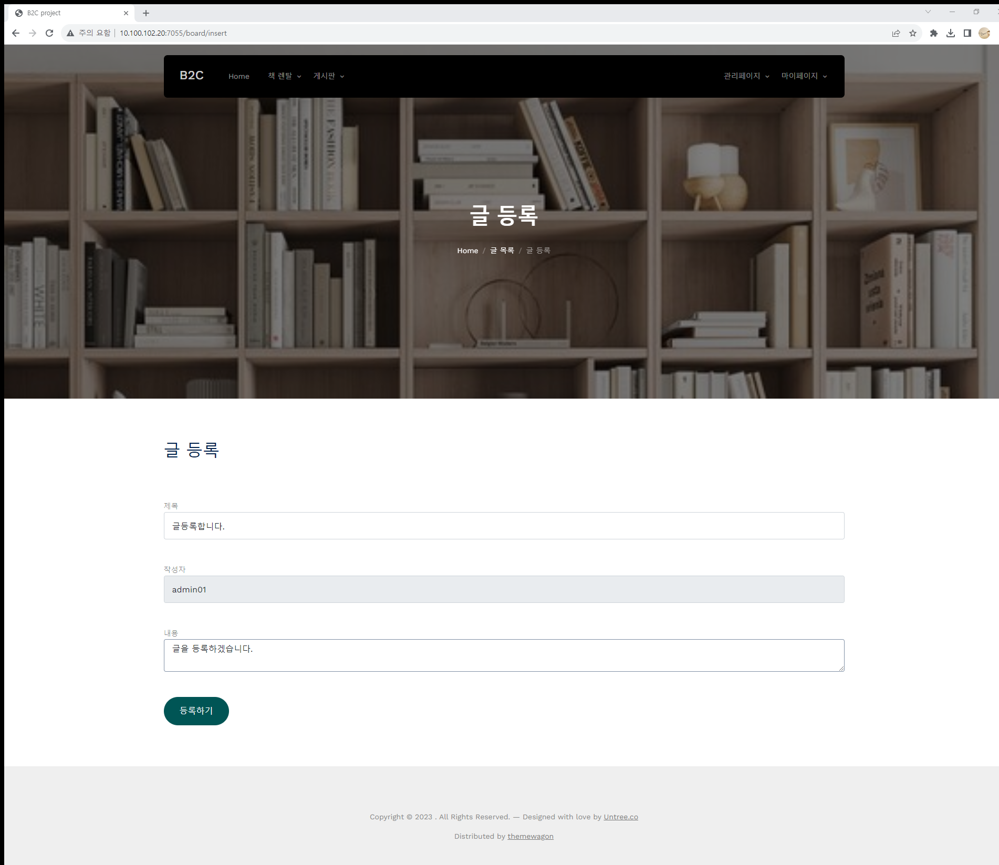 B2C project
주의 요함 10.100.102.20:7055/board/insert
B2C Home 책 렌탈 게시판 관리페이지 마이페이지
글 등록
Home / 글 목록 / 글 등록
WHITE
글 등록
제목
글등록합니다.
작성자
admin01
내용
글을 등록하겠습니다.
등록하기
Copyright © 2023 . All Rights Reserved. — Designed with love by Untree.co
Distributed by themewagon